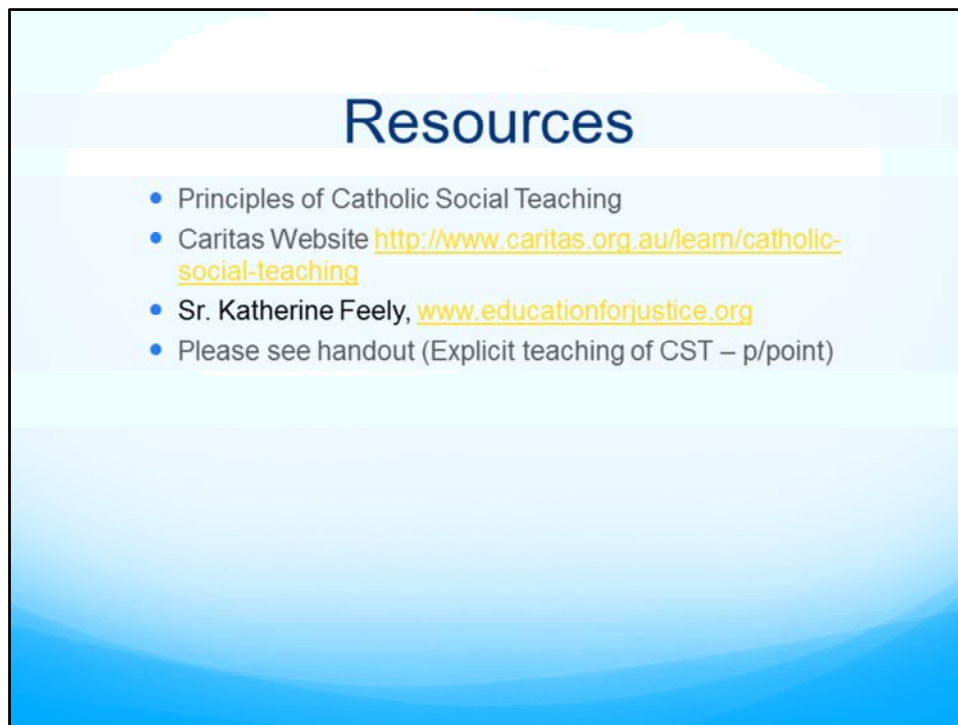 Resources
Principles of Catholic Social Teaching
Caritas Website http://www.caritas.org.au/learn/catholic-
social-teaching
Sr. Katherine Feely, www.educationforjustice.org
Please see handout (Explicit teaching of CST – p/point)